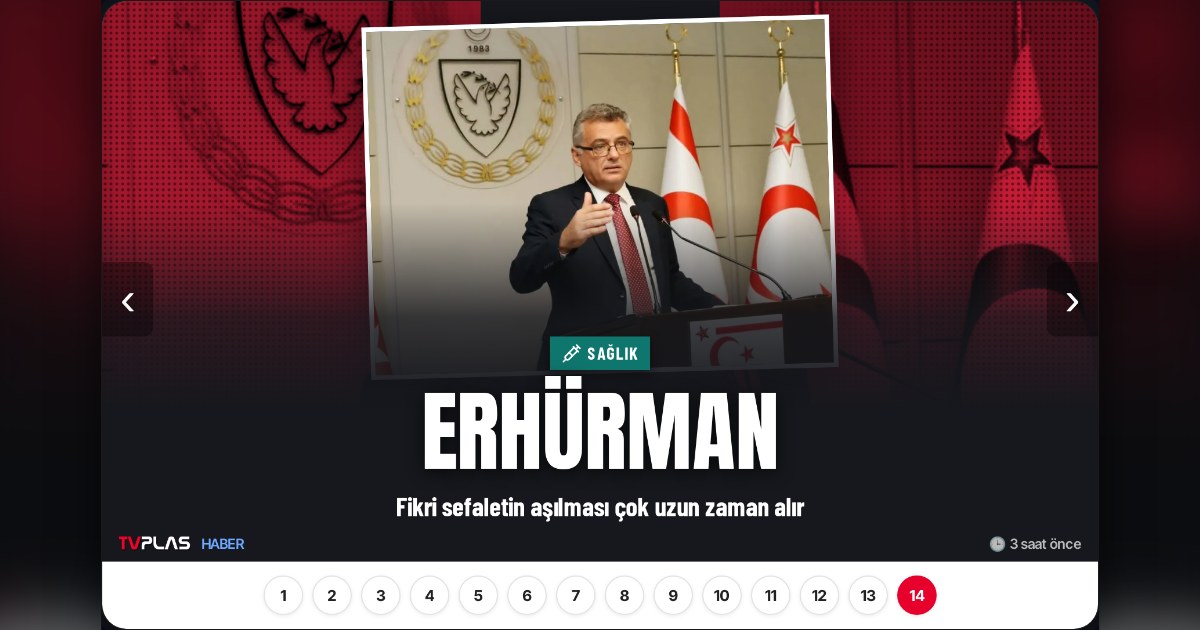 1983
SAĞLIK
ERHÜRMAN
Fikri sefaletin aşılması çok uzun zaman alır
TVPLAS HABER
3 saat önce
1 2 3 4 5 6 7 8 9 10 11 12 13 14